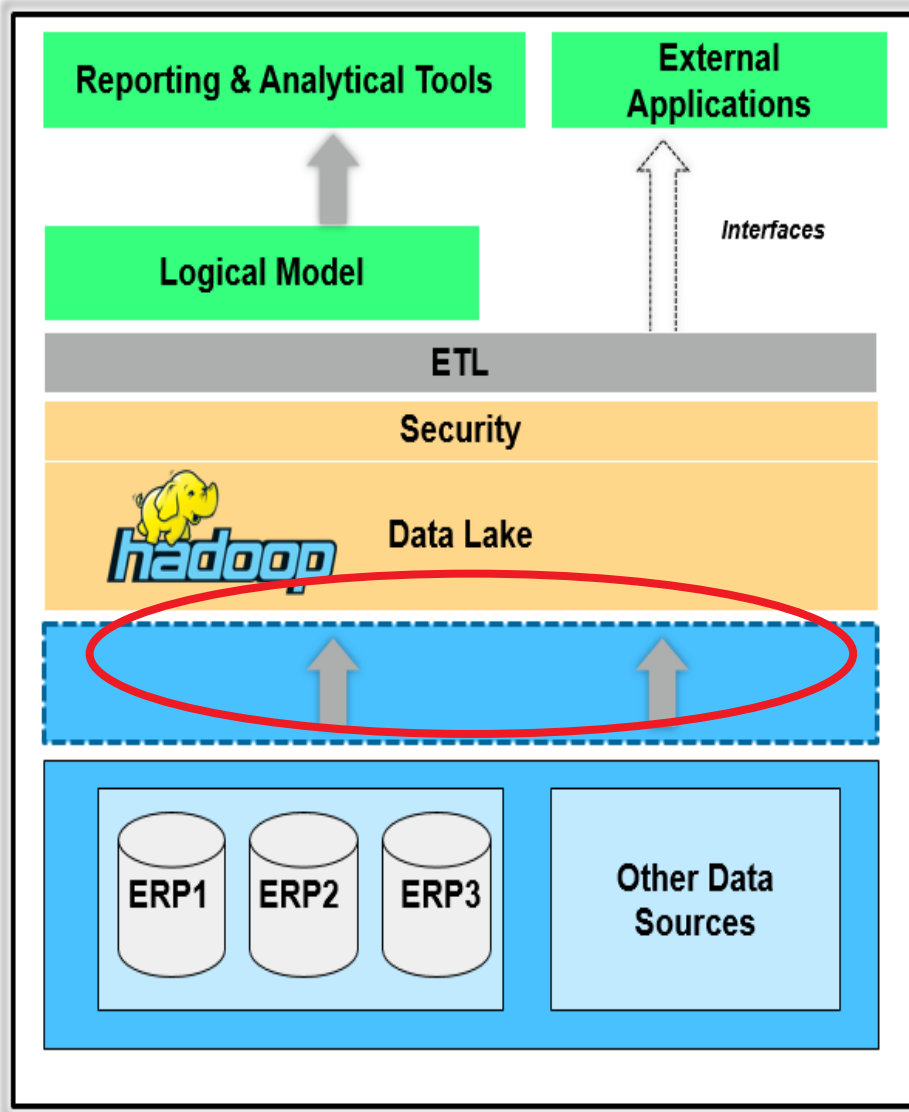 Reporting & Analytical Tools
External
Applications
Interfaces
Logical Model
ETL
Security
hadoop
Data Lake
ERP1
ERP2
ERP3
Other Data
Sources